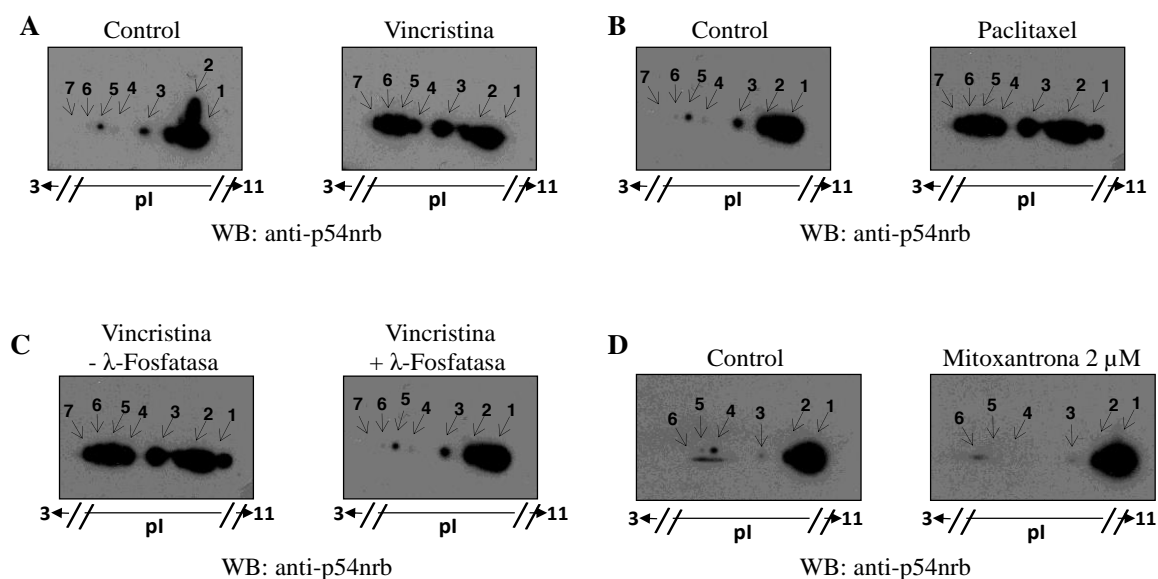 A
Control
Vincristina
7 6 5 4 3 2 1
7 6 5 4 3 2 1
3 pI 11
3 pI 11
WB: anti-p54nrb
B
Control
Paclitaxel
7 6 5 4 3 2 1
7 6 5 4 3 2 1
3 pI 11
3 pI 11
WB: anti-p54nrb
C
Vincristina
- λ-Fosfatasa
Vincristina
+ λ-Fosfatasa
7 6 5 4 3 2 1
7 6 5 4 3 2 1
3 pI 11
3 pI 11
WB: anti-p54nrb
D
Control
Mitoxantrona 2 µM
6 5 4 3 2 1
6 5 4 3 2 1
3 pI 11
3 pI 11
WB: anti-p54nrb